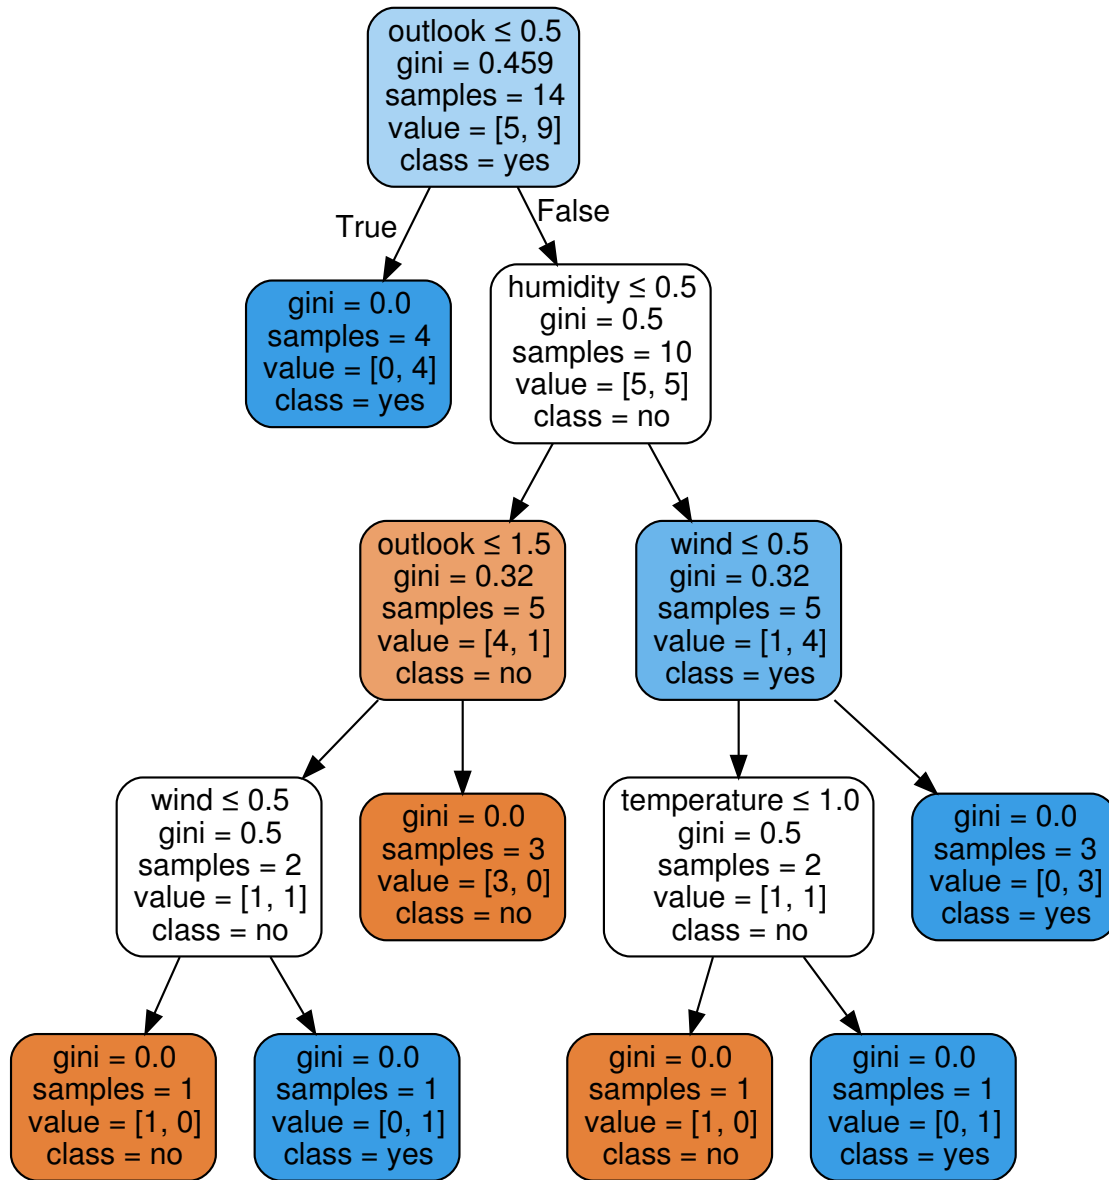 outlook ≤ 0.5
gini = 0.459
samples = 14
value = [5, 9]
class = yes
True
False
gini = 0.0
samples = 4
value = [0, 4]
class = yes
humidity ≤ 0.5
gini = 0.5
samples = 10
value = [5, 5]
class = no
outlook ≤ 1.5
gini = 0.32
samples = 5
value = [4, 1]
class = no
wind ≤ 0.5
gini = 0.32
samples = 5
value = [1, 4]
class = yes
wind ≤ 0.5
gini = 0.5
samples = 2
value = [1, 1]
class = no
gini = 0.0
samples = 3
value = [3, 0]
class = no
temperature ≤ 1.0
gini = 0.5
samples = 2
value = [1, 1]
class = no
gini = 0.0
samples = 3
value = [0, 3]
class = yes
gini = 0.0
samples = 1
value = [1, 0]
class = no
gini = 0.0
samples = 1
value = [0, 1]
class = yes
gini = 0.0
samples = 1
value = [1, 0]
class = no
gini = 0.0
samples = 1
value = [0, 1]
class = yes